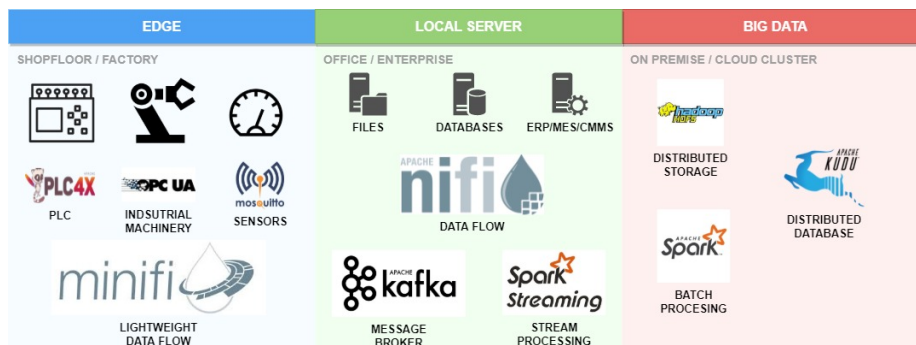 EDGE
LOCAL SERVER
BIG DATA
SHOPFLOOR / FACTORY
OFFICE / ENTERPRISE
ON PREMISE / CLOUD CLUSTER
FILES
DATABASES
ERP/MES/CMMS
hadoop
HDFS
DISTRIBUTED
STORAGE
APACHE
KUDU
DISTRIBUTED
DATABASE
PLC4X
OPC UA
mosquitto
PLC
INDSUTRIAL
MACHINERY
SENSORS
APACHE
nifi
DATA FLOW
minifi
LIGHTWEIGHT
DATA FLOW
APACHE
kafka
MESSAGE
BROKER
Spark
Streaming
STREAM
PROCESSING
APACHE
Spark
BATCH
PROCESING